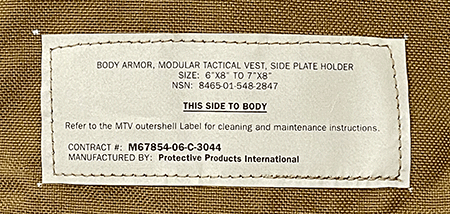 BODY ARMOR, MODULAR TACTICAL VEST, SIDE PLATE HOLDER
SIZE: 6"X8" TO 7"X8"
NSN: 8465-01-548-2847
THIS SIDE TO BODY
Refer to the MTV outershell Label for cleaning and maintenance instructions.
CONTRACT #: M67854-06-C-3044
MANUFACTURED BY: Protective Products International